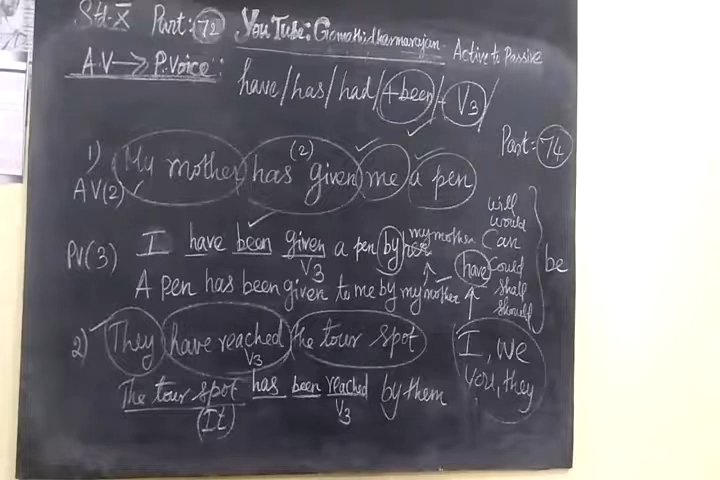 Std-X Part:72 YouTube:Gomathidharmarajan- Active to Passive
A.V→P.Voice: have/has/had/+been/+V3/
Part=74
1) My mother has given me a pen
(2)
AV(2)
PV(3) I have been given a pen by my mother
V3
A pen has been given to me by my mother
will
would
Can
Could
shall
should
be
have
2) They have reached the tour spot
V3
I, we
you, they
The tour spot has been reached by them
(It) V3